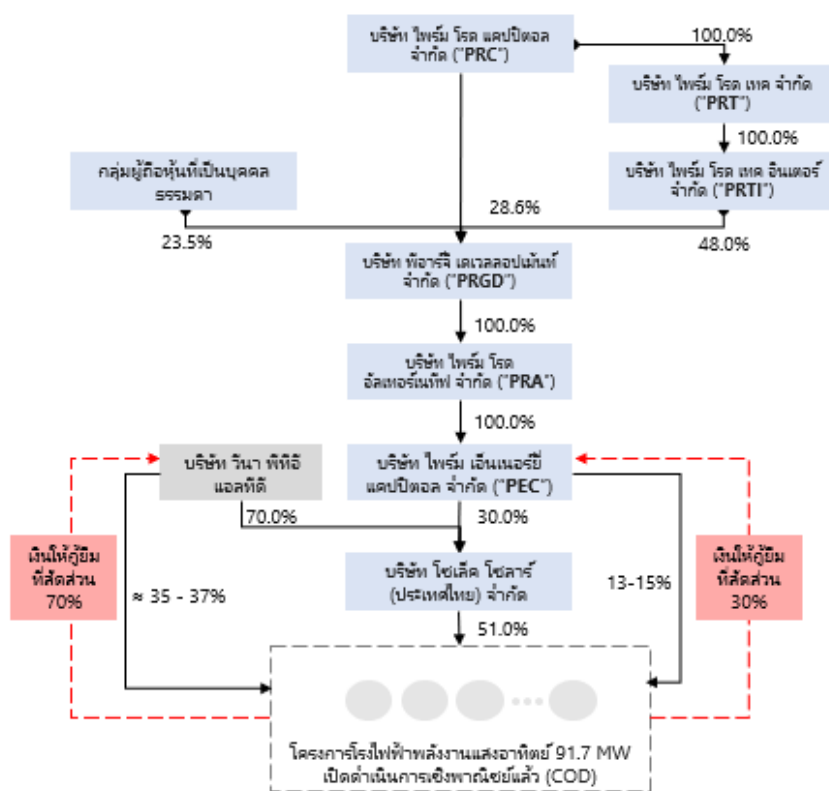 บริษัท ไพร์ม โรด แคปปิตอล
จำกัด ("PRC")
100.0%
บริษัท ไพร์ม โรด เทค จำกัด
("PRT")
100.0%
กลุ่มผู้ถือหุ้นที่เป็นบุคคล
ธรรมดา
บริษัท ไพร์ม โรด เทค อินเตอร์
จำกัด ("PRTI")
28.6%
23.5%
48.0%
บริษัท พีอาร์จี เดเวลลอปเม้นท์
จำกัด ("PRGD")
100.0%
บริษัท ไพร์ม โรด
อัลเทอร์เนทีฟ จำกัด ("PRA")
100.0%
บริษัท วีนา พีทีอี
แอลทีดี
บริษัท ไพร์ม เอ็นเนอร์ยี่
แคปปิตอล จำกัด ("PEC")
70.0%
30.0%
เงินให้กู้ยืม
ที่สัดส่วน
70%
≈ 35 - 37%
บริษัท โซเล็ค โซลาร์
(ประเทศไทย) จำกัด
13-15%
เงินให้กู้ยืม
ที่สัดส่วน
30%
51.0%
โครงการโรงไฟฟ้าพลังงานแสงอาทิตย์ 91.7 MW
เปิดดำเนินการเชิงพาณิชย์แล้ว (COD)